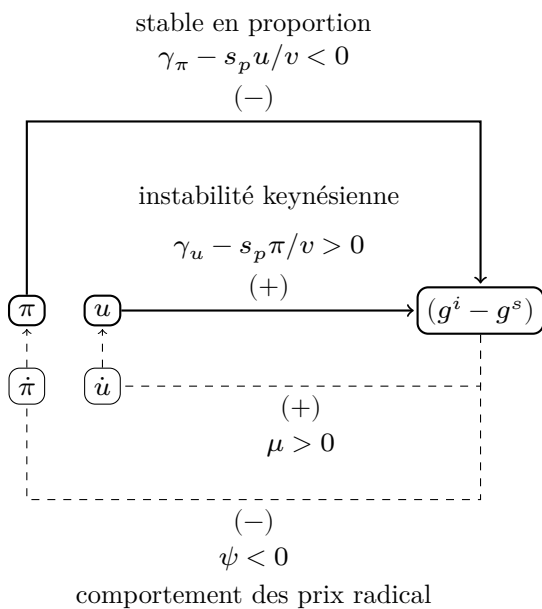 stable en proportion
γ_π − s_p u/v < 0
(−)
instabilité keynésienne
γ_u − s_p π/v > 0
(+)
π u (g^i − g^s)
π̇ u̇
(+)
μ > 0
(−)
ψ < 0
comportement des prix radical